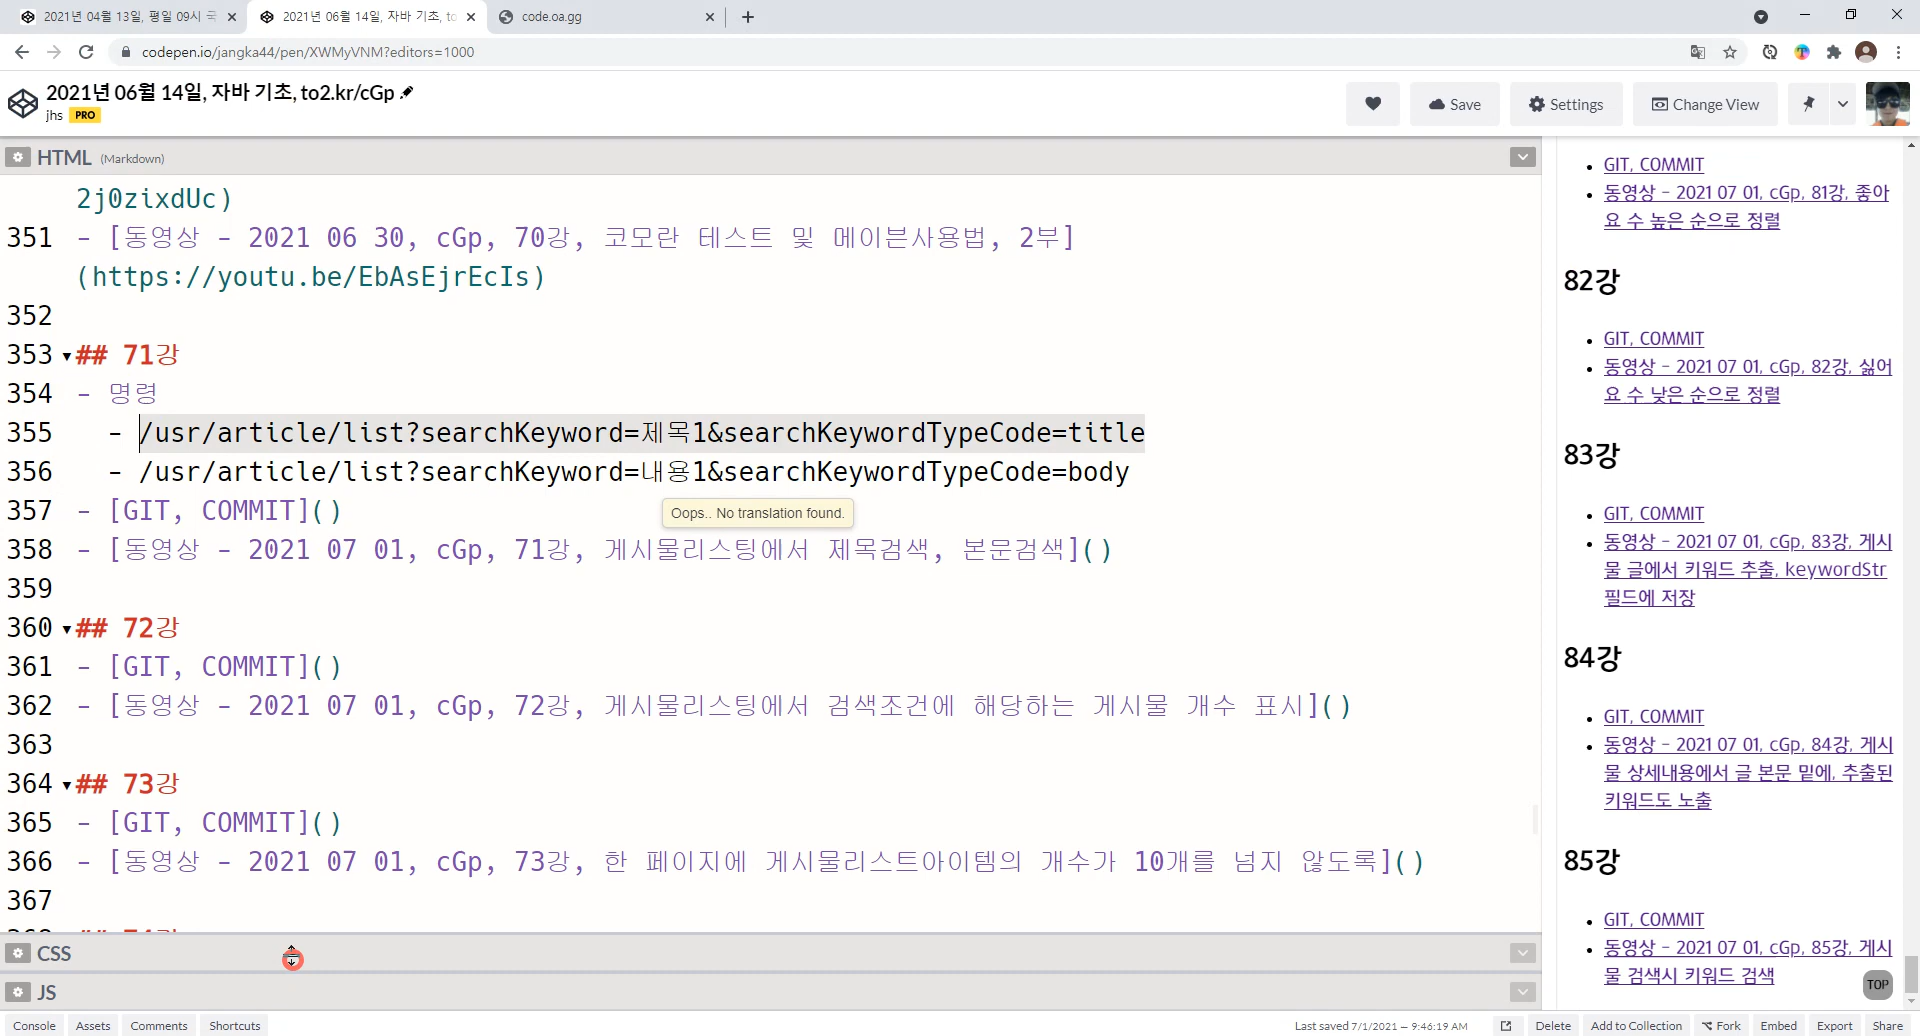 2021년 04월 13일, 평일 09시 국
2021년 06월 14일, 자바 기초, to
code.oa.gg
codepen.io/jangka44/pen/XWMyVNM?editors=1000
2021년 06월 14일, 자바 기초, to2.kr/cGp
jhs PRO
Save
Settings
Change View
HTML (Markdown)
2j0zixdUc)
351 - [동영상 - 2021 06 30, cGp, 70강, 코모란 테스트 및 메이븐사용법, 2부]
(https://youtu.be/EbAsEjrEcIs)
352
353 ## 71강
354 - 명령
355 - /usr/article/list?searchKeyword=제목1&searchKeywordTypeCode=title
356 - /usr/article/list?searchKeyword=내용1&searchKeywordTypeCode=body
357 - [GIT, COMMIT]()
Oops.. No translation found.
358 - [동영상 - 2021 07 01, cGp, 71강, 게시물리스팅에서 제목검색, 본문검색]()
359
360 ## 72강
361 - [GIT, COMMIT]()
362 - [동영상 - 2021 07 01, cGp, 72강, 게시물리스팅에서 검색조건에 해당하는 게시물 개수 표시]()
363
364 ## 73강
365 - [GIT, COMMIT]()
366 - [동영상 - 2021 07 01, cGp, 73강, 한 페이지에 게시물리스트아이템의 개수가 10개를 넘지 않도록]()
367
CSS
JS
GIT, COMMIT
동영상 - 2021 07 01, cGp, 81강, 좋아
요 수 높은 순으로 정렬
82강
GIT, COMMIT
동영상 - 2021 07 01, cGp, 82강, 싫어
요 수 낮은 순으로 정렬
83강
GIT, COMMIT
동영상 - 2021 07 01, cGp, 83강, 게시
물 글에서 키워드 추출, keywordStr
필드에 저장
84강
GIT, COMMIT
동영상 - 2021 07 01, cGp, 84강, 게시
물 상세내용에서 글 본문 밑에, 추출된
키워드도 노출
85강
GIT, COMMIT
동영상 - 2021 07 01, cGp, 85강, 게시
물 검색시 키워드 검색
TOP
Console Assets Comments Shortcuts
Last saved 7/1/2021 — 9:46:19 AM Delete Add to Collection Fork Embed Export Share